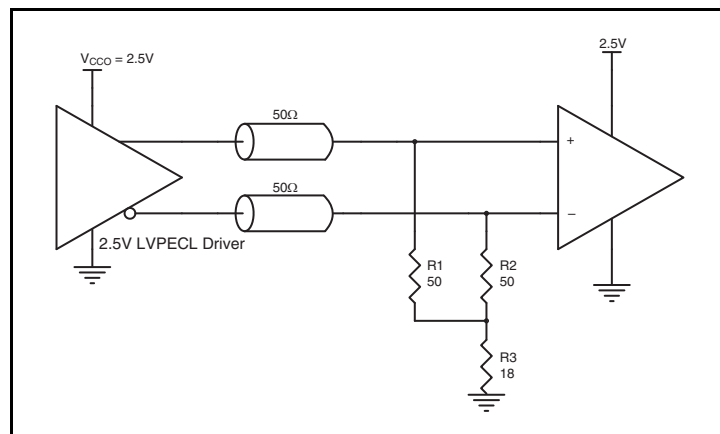 V_CCO = 2.5V
2.5V
50Ω
50Ω
+
–
2.5V LVPECL Driver
R1
50
R2
50
R3
18